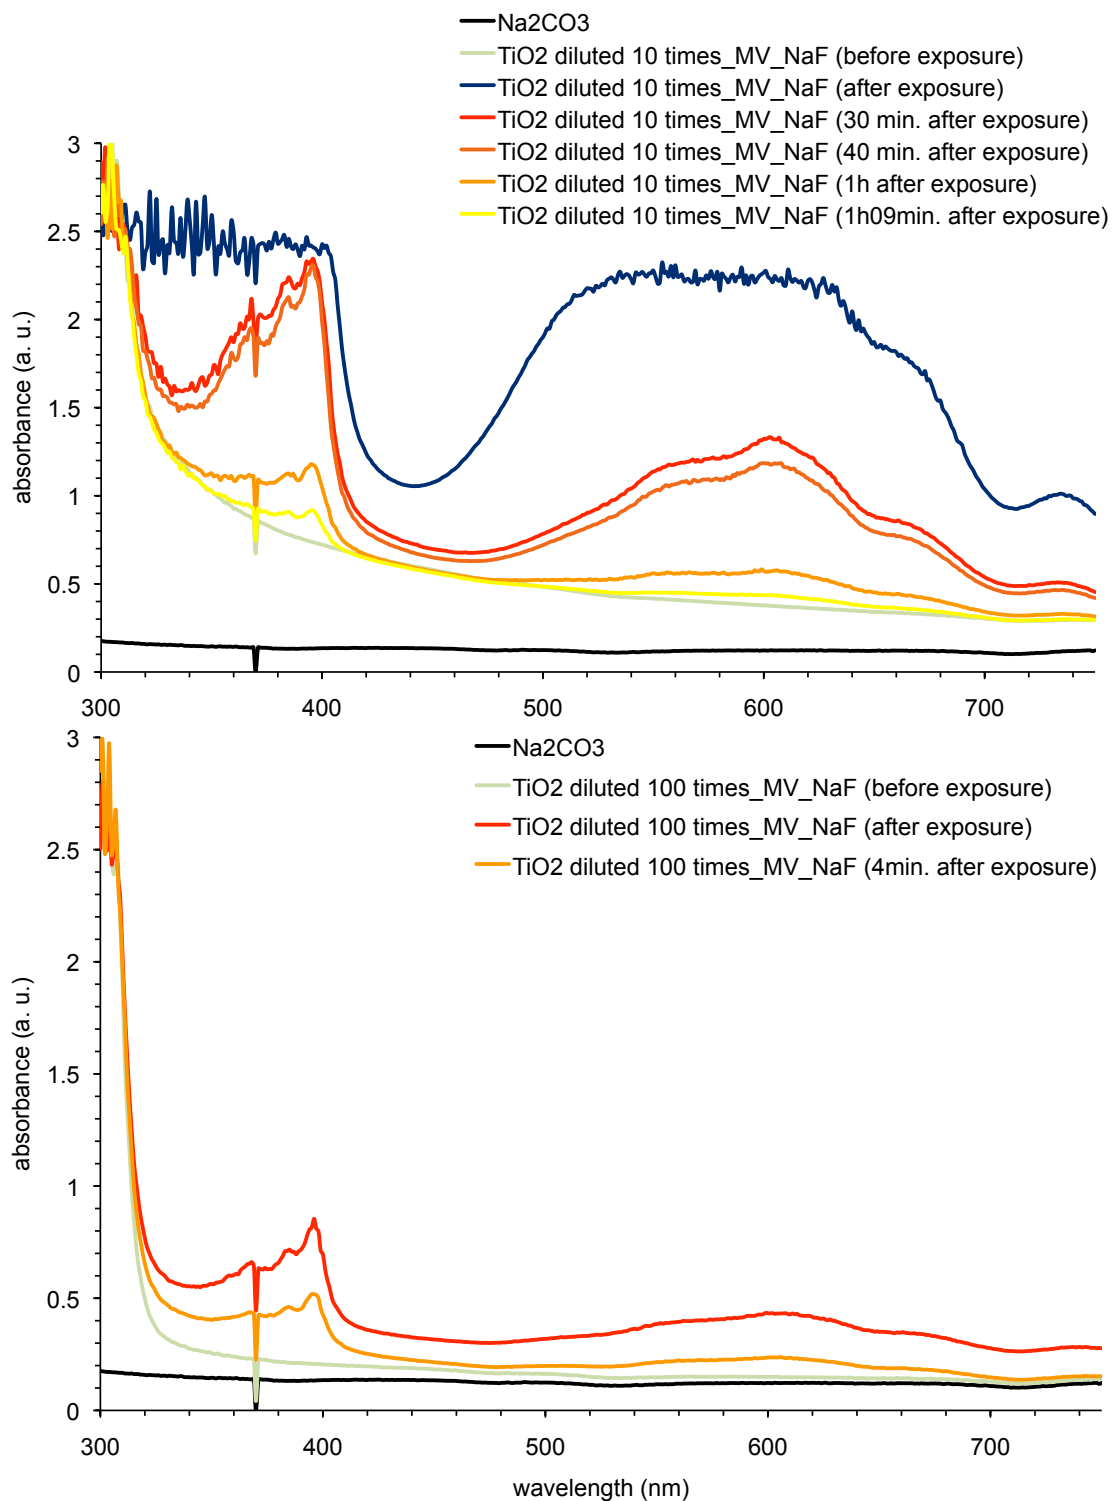 Na2CO3
TiO2 diluted 10 times_MV_NaF (before exposure)
TiO2 diluted 10 times_MV_NaF (after exposure)
TiO2 diluted 10 times_MV_NaF (30 min. after exposure)
TiO2 diluted 10 times_MV_NaF (40 min. after exposure)
TiO2 diluted 10 times_MV_NaF (1h after exposure)
TiO2 diluted 10 times_MV_NaF (1h09min. after exposure)
3
2.5
2
1.5
1
0.5
0
absorbance (a. u.)
300 400 500 600 700
Na2CO3
TiO2 diluted 100 times_MV_NaF (before exposure)
TiO2 diluted 100 times_MV_NaF (after exposure)
TiO2 diluted 100 times_MV_NaF (4min. after exposure)
3
2.5
2
1.5
1
0.5
0
absorbance (a. u.)
300 400 500 600 700
wavelength (nm)